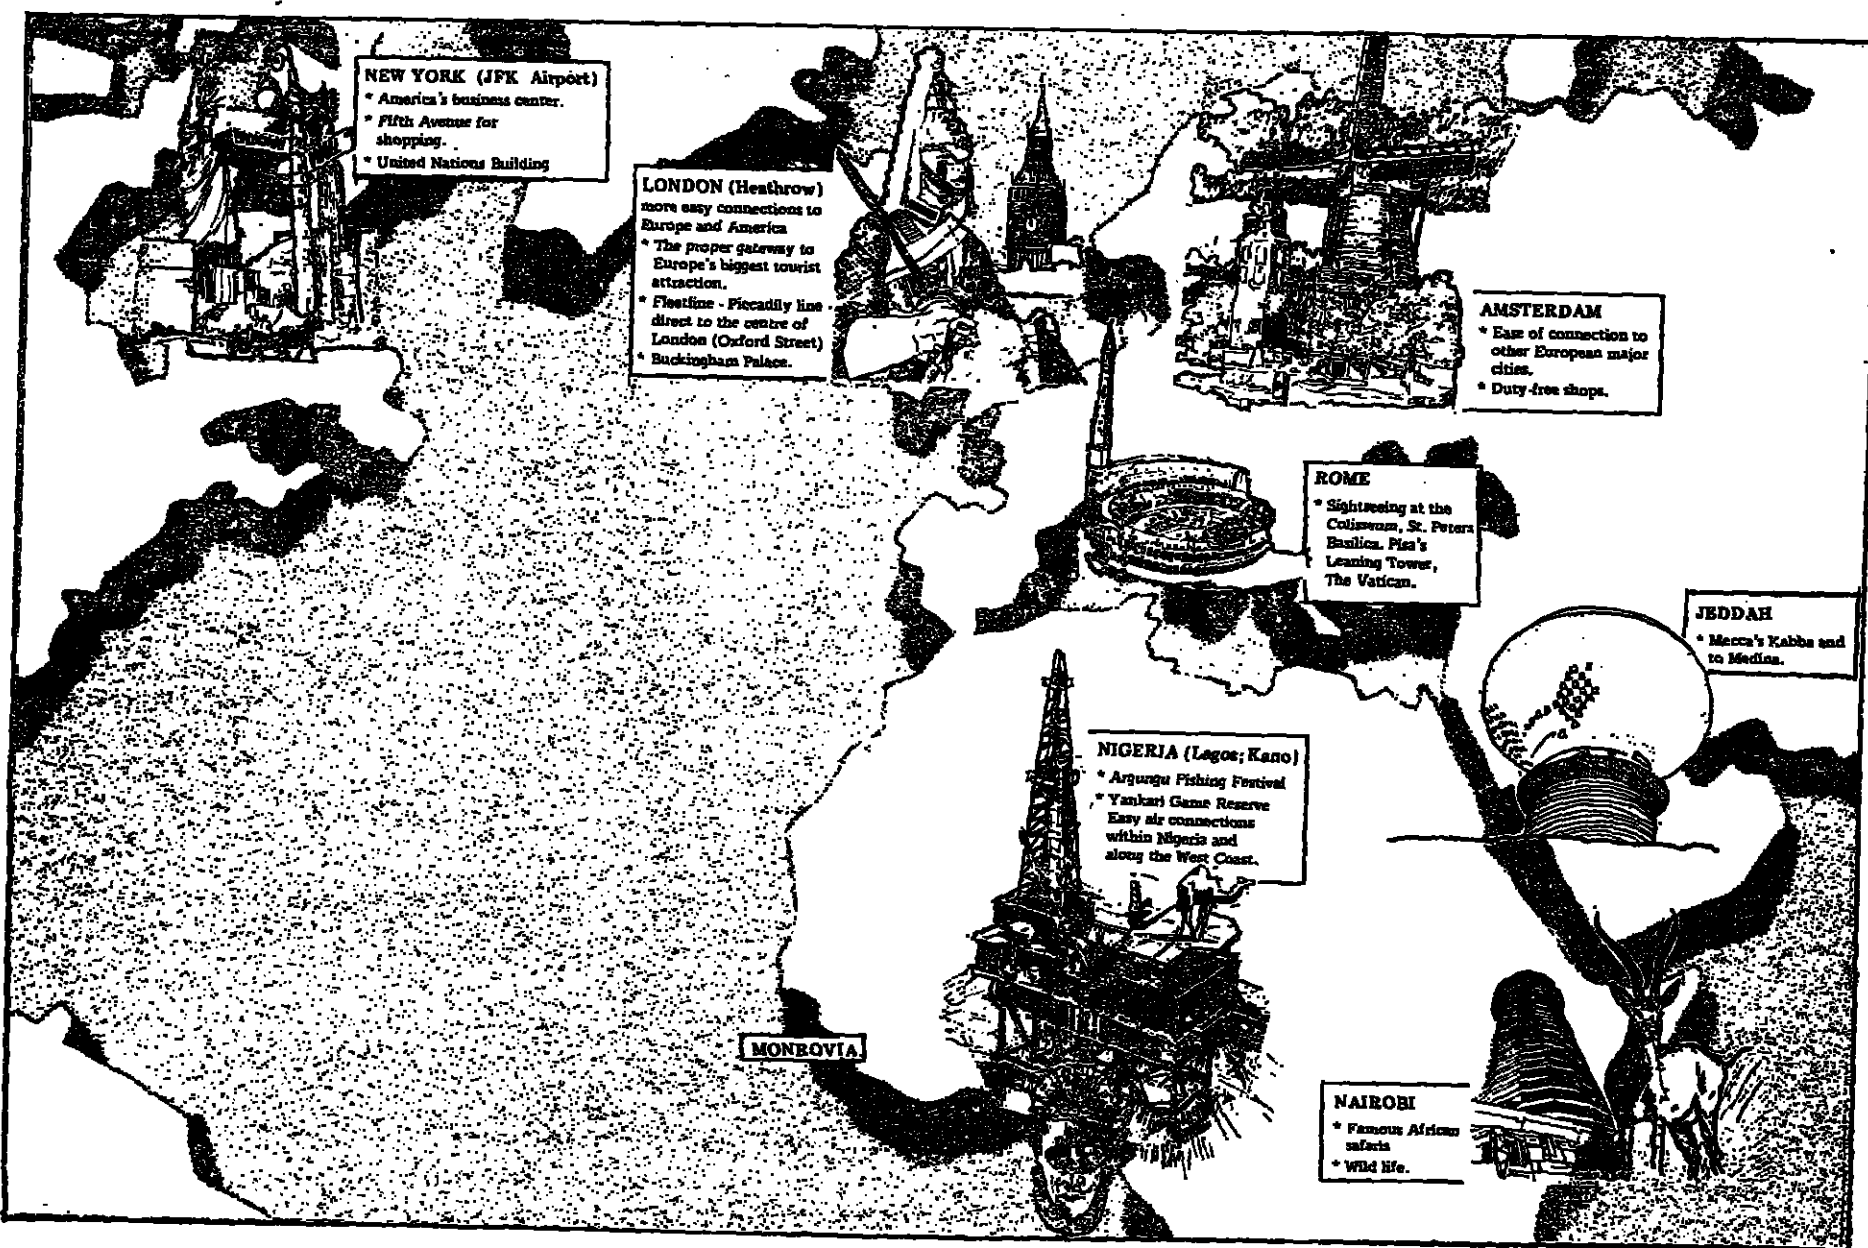 NEW YORK (JFK Airport)
* America's business center.
* Fifth Avenue for
shopping.
* United Nations Building
LONDON (Heathrow)
more easy connections to
Europe and America
* The proper gateway to
Europe's biggest tourist
attraction.
* Fleetline - Piccadily line
direct to the centre of
London (Oxford Street)
* Buckingham Palace.
AMSTERDAM
* Ease of connection to
other European major
cities.
* Duty-free shops.
ROME
* Sightseeing at the
Coliseum, St. Peters
Basilica. Pisa's
Leaning Tower,
The Vatican.
JEDDAH
* Mecca's Kabba and
to Medina.
NIGERIA (Lagos; Kano)
* Argungu Fishing Festival
* Yankari Game Reserve
Easy air connections
within Nigeria and
along the West Coast.
MONROVIA
NAIROBI
* Famous African
safaris
* Wild life.